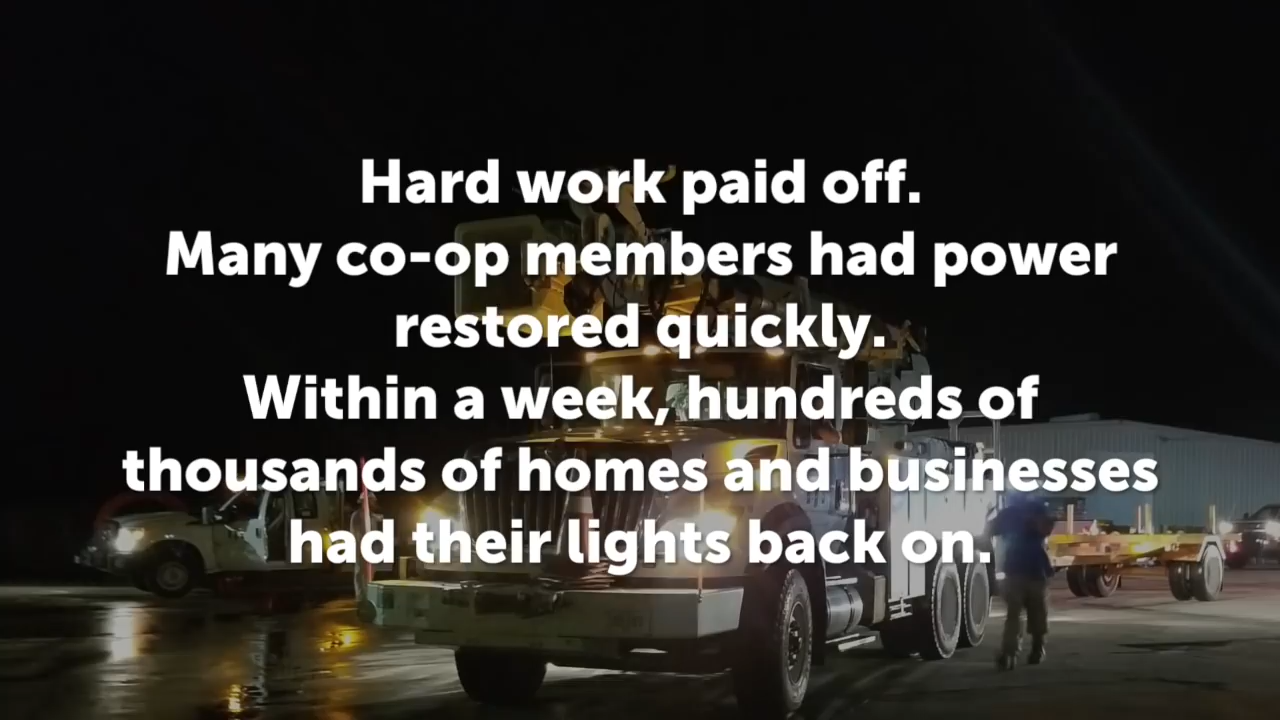 Hard work paid off.
Many co-op members had power
restored quickly.
Within a week, hundreds of
thousands of homes and businesses
had their lights back on.